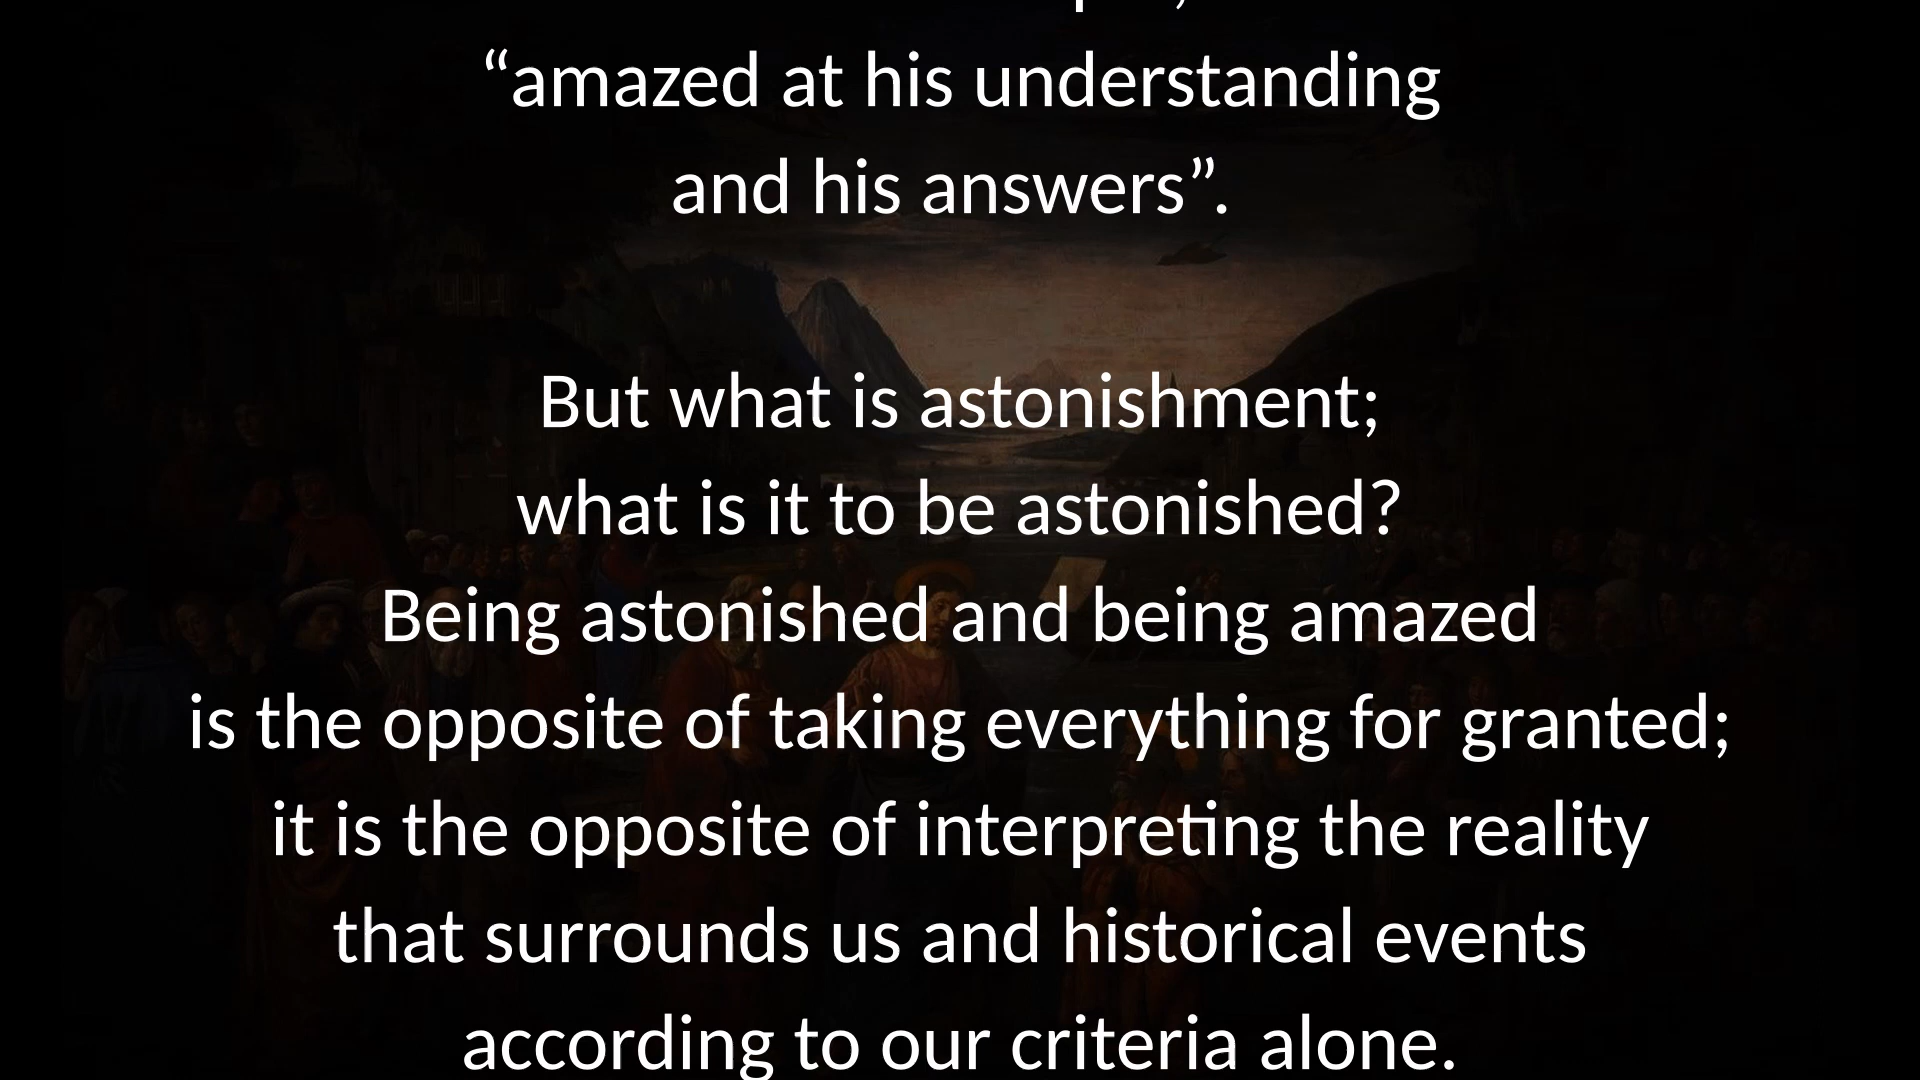 “amazed at his understanding
and his answers”.
But what is astonishment;
what is it to be astonished?
Being astonished and being amazed
is the opposite of taking everything for granted;
it is the opposite of interpreting the reality
that surrounds us and historical events
according to our criteria alone.